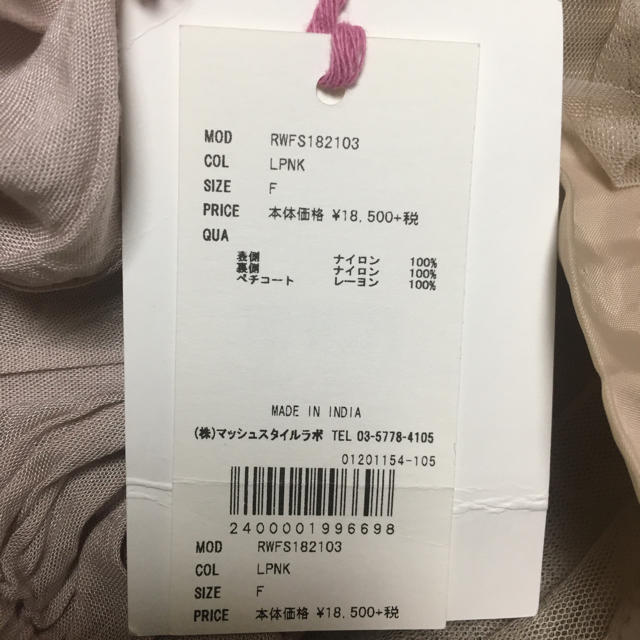 MOD RWFS182103
COL LPNK
SIZE F
PRICE 本体価格 ¥18,500+税
QUA
表側 ナイロン 100%
裏側 ナイロン 100%
ペチコート レーヨン 100%
MADE IN INDIA
(株)マッシュスタイルラボ TEL 03-5778-4105
01201154-105
2400001996698
MOD RWFS182103
COL LPNK
SIZE F
PRICE 本体価格 ¥18,500+税